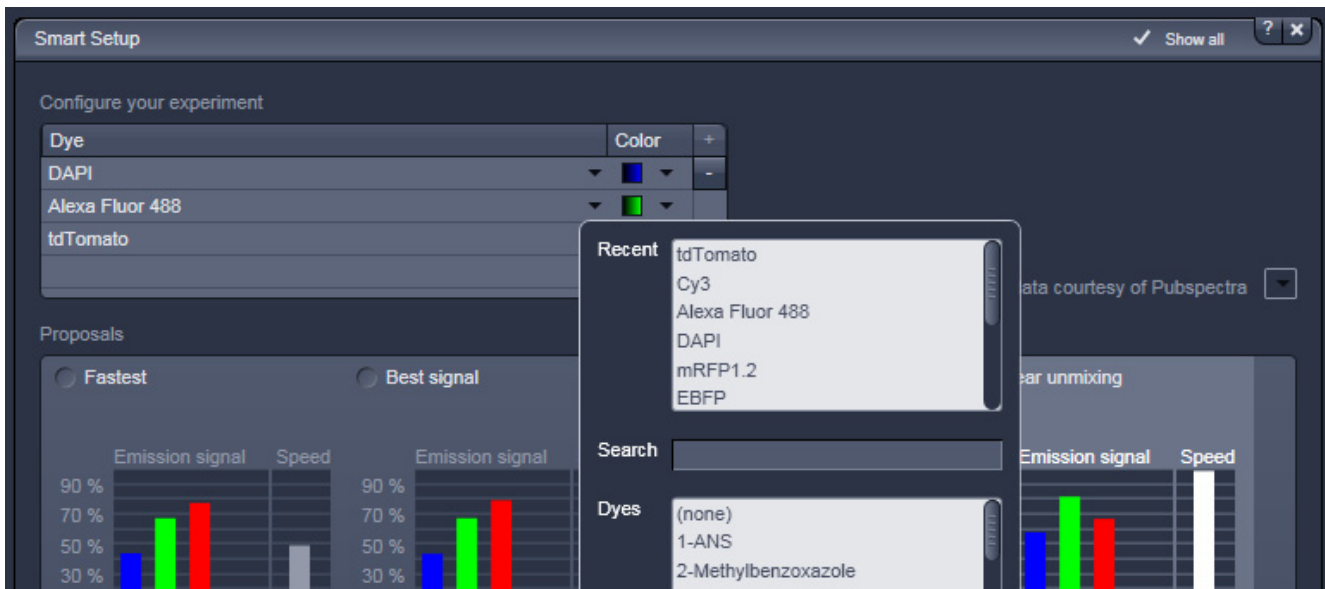 Smart Setup
✓ Show all ? x
Configure your experiment
Dye Color +
DAPI -
Alexa Fluor 488
tdTomato
Recent
tdTomato
Cy3
Alexa Fluor 488
DAPI
mRFP1.2
EBFP
ata courtesy of Pubspectra
Proposals
Fastest
Best signal
ear unmixing
Search
Emission signal Speed
Emission signal
Emission signal Speed
90 %
70 %
50 %
30 %
90 %
70 %
50 %
30 %
Dyes
(none)
1-ANS
2-Methylbenzoxazole